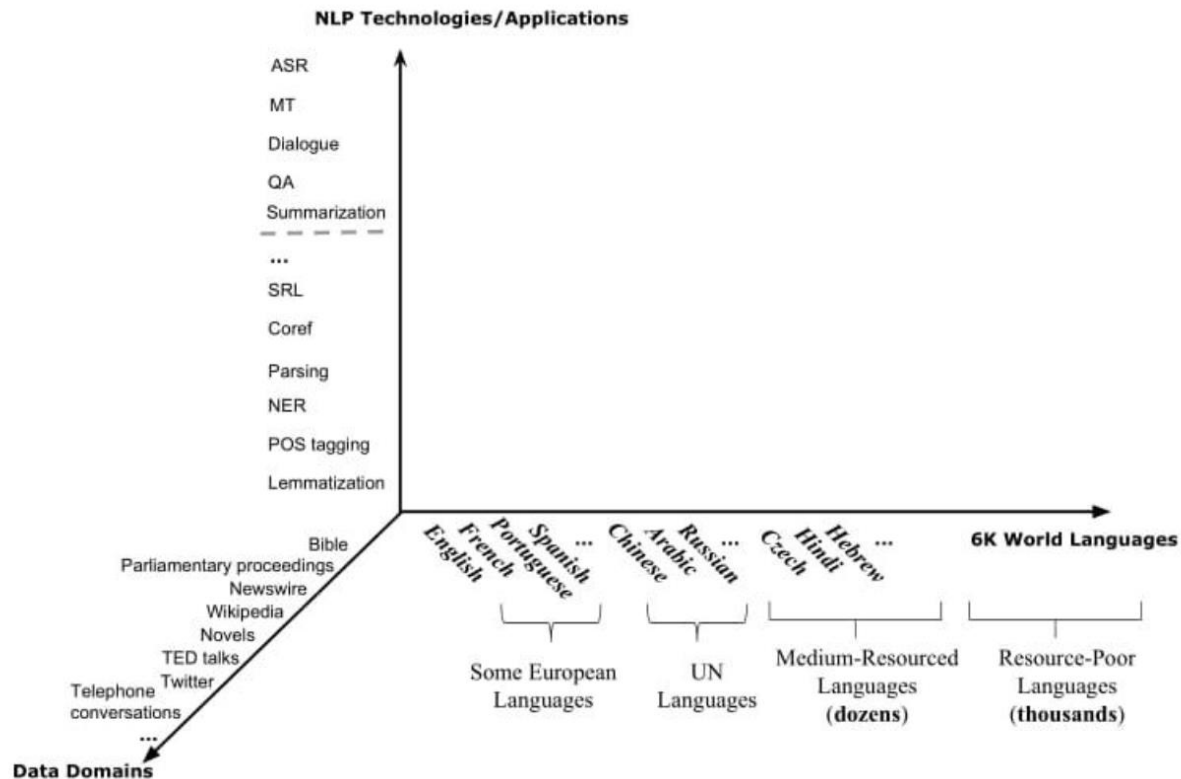 NLP Technologies/Applications
ASR
MT
Dialogue
QA
Summarization
...
SRL
Coref
Parsing
NER
POS tagging
Lemmatization
Bible
Parliamentary proceedings
Newswire
Wikipedia
Novels
TED talks
Twitter
Telephone
conversations
...
Data Domains
English
French
Portuguese
Spanish
...
Chinese
Arabic
Russian
...
Czech
Hindi
Hebrew
...
6K World Languages
Some European
Languages
UN
Languages
Medium-Resourced
Languages
(dozens)
Resource-Poor
Languages
(thousands)